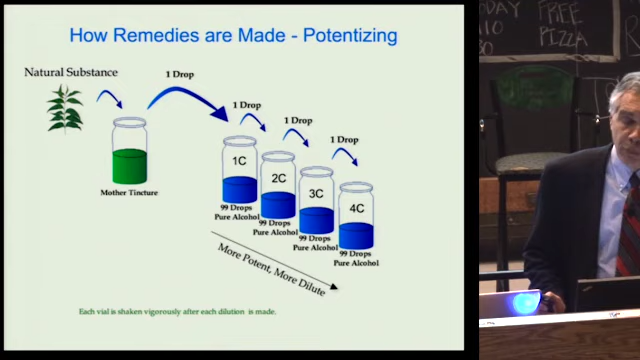 How Remedies are Made - Potentizing
Natural Substance
1 Drop
1 Drop
1 Drop
1 Drop
Mother Tincture
1C
2C
3C
4C
99 Drops
Pure Alcohol
99 Drops
Pure Alcohol
99 Drops
Pure Alcohol
99 Drops
Pure Alcohol
More Potent, More Dilute
Each vial is shaken vigorously after each dilution is made.
FREE
PIZZA